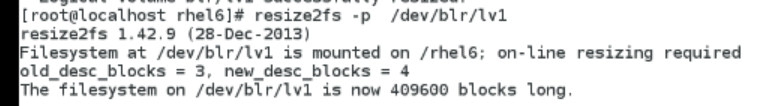 [root@localhost rhel6]# resize2fs -p  /dev/blr/lv1
resize2fs 1.42.9 (28-Dec-2013)
Filesystem at /dev/blr/lv1 is mounted on /rhel6; on-line resizing required
old_desc_blocks = 3, new_desc_blocks = 4
The filesystem on /dev/blr/lv1 is now 409600 blocks long.